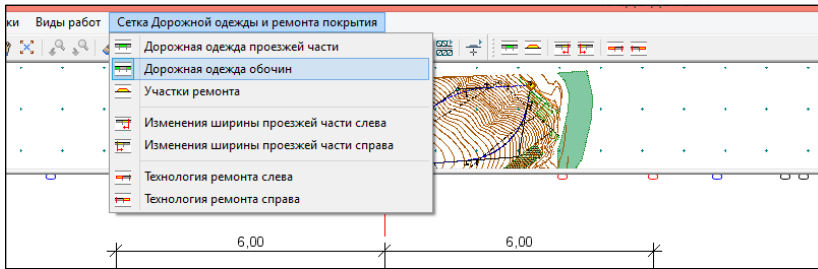 ки Виды работ Сетка Дорожной одежды и ремонта покрытия
Дорожная одежда проезжей части
Дорожная одежда обочин
Участки ремонта
Изменения ширины проезжей части слева
Изменения ширины проезжей части справа
Технология ремонта слева
Технология ремонта справа
6,00 6,00